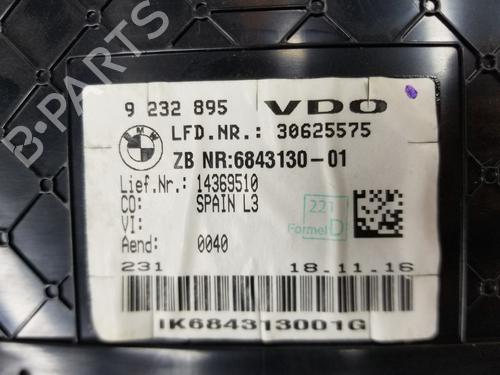 9 232 895 VDO
BMW
LFD.NR.: 30625575
ZB NR:6843130-01
Lief.Nr.: 14369510
CO: SPAIN L3
VI:
Aend: 0040
221
Formel D
231 18.11.16
IK684313001G